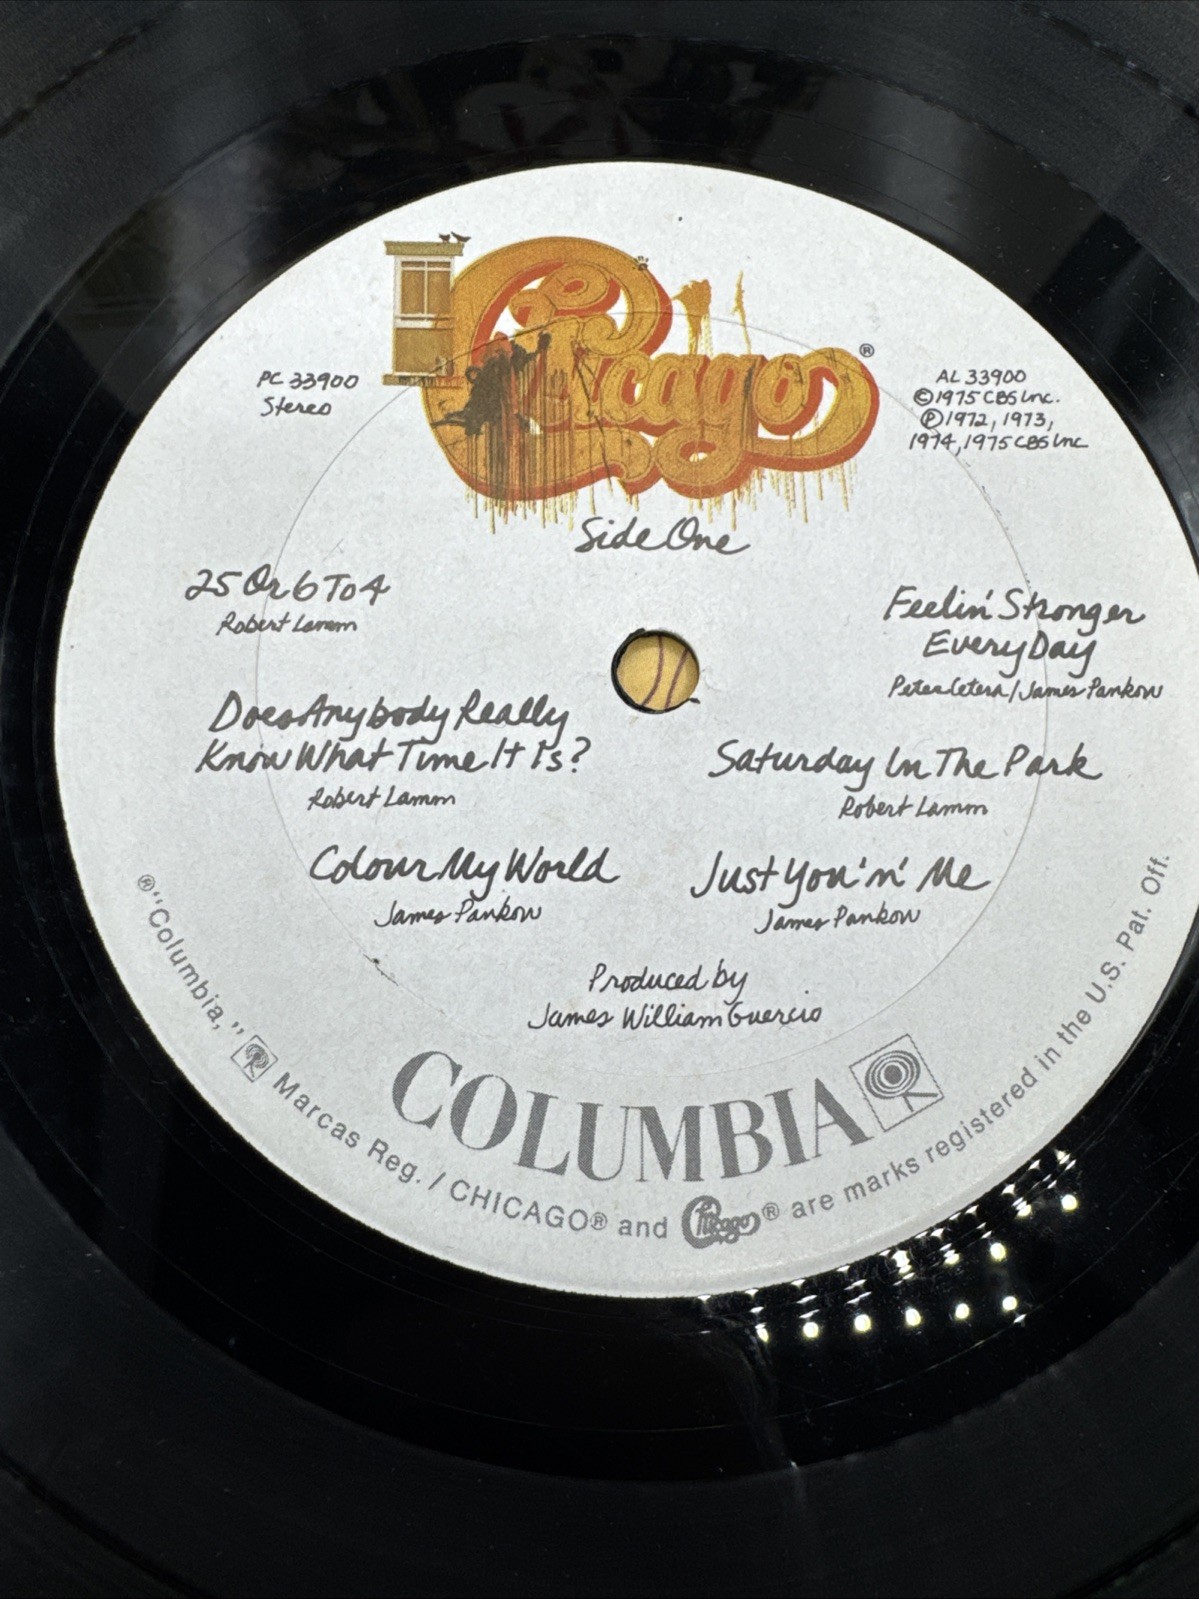 Chicago®
PC 33900
Stereo
AL 33900
©1975 CBS Inc.
℗1972, 1973,
1974, 1975 CBS Inc
Side One
25 Or 6 To 4
Robert Lamm
Does Anybody Really
Know What Time It Is?
Robert Lamm
Colour My World
James Pankow
Feelin' Stronger
Every Day
Peter Cetera/James Pankow
Saturday In The Park
Robert Lamm
Just You 'n' Me
James Pankow
Produced by
James William Guercio
COLUMBIA
®"Columbia," Marcas Reg. / CHICAGO® and Chicago® are marks registered in the U.S. Pat. Off.